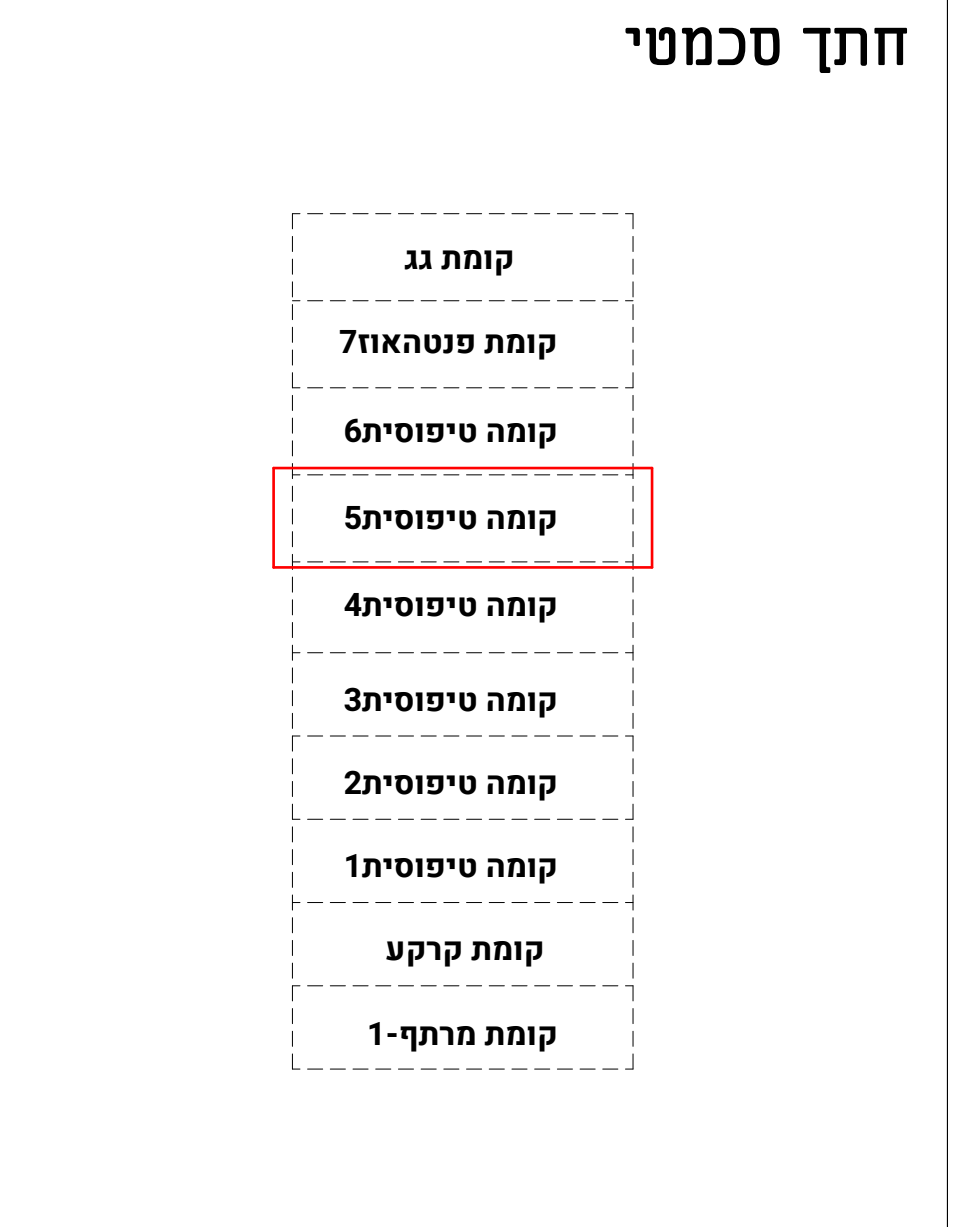 חתך סכמטי
קומת גג
קומת פנטהאוז7
קומה טיפוסית6
קומה טיפוסית5
קומה טיפוסית4
קומה טיפוסית3
קומה טיפוסית2
קומה טיפוסית1
קומת קרקע
קומת מרתף-1